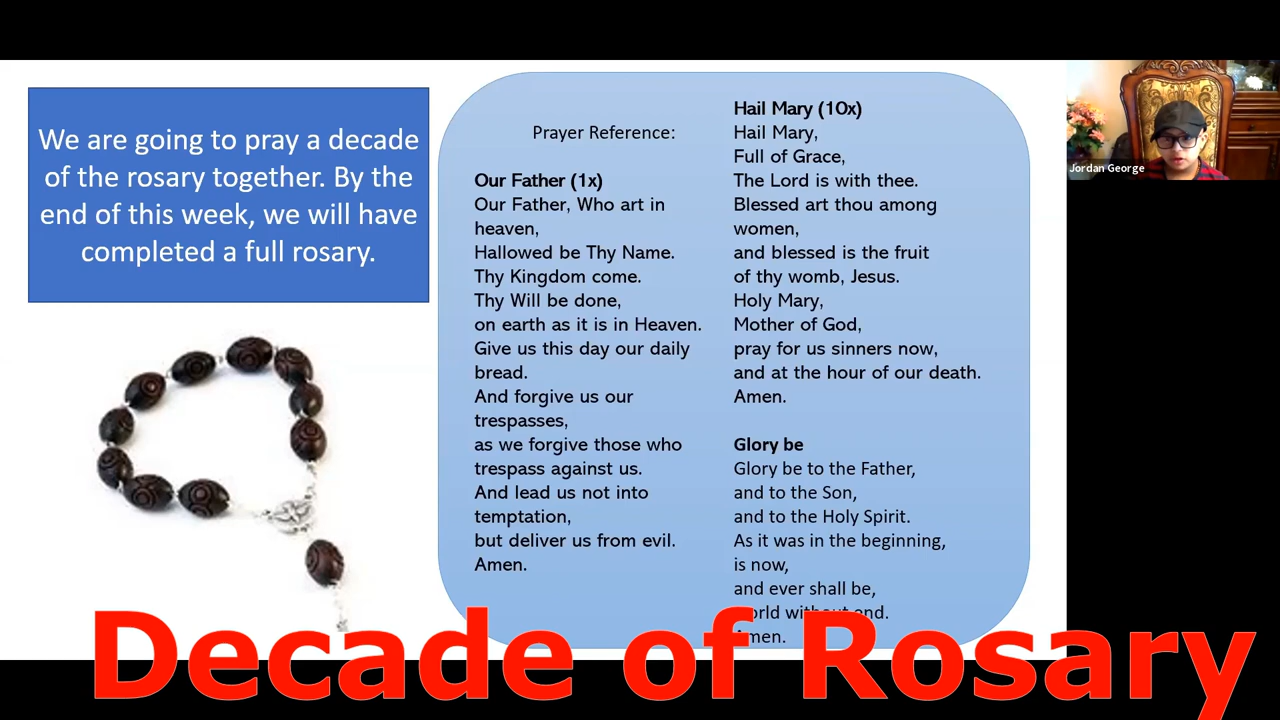 We are going to pray a decade
of the rosary together. By the
end of this week, we will have
completed a full rosary.
Prayer Reference:
Our Father (1x)
Our Father, Who art in
heaven,
Hallowed be Thy Name.
Thy Kingdom come.
Thy Will be done,
on earth as it is in Heaven.
Give us this day our daily
bread.
And forgive us our
trespasses,
as we forgive those who
trespass against us.
And lead us not into
temptation,
but deliver us from evil.
Amen.
Hail Mary (10x)
Hail Mary,
Full of Grace,
The Lord is with thee.
Blessed art thou among
women,
and blessed is the fruit
of thy womb, Jesus.
Holy Mary,
Mother of God,
pray for us sinners now,
and at the hour of our death.
Amen.
Glory be
Glory be to the Father,
and to the Son,
and to the Holy Spirit.
As it was in the beginning,
is now,
and ever shall be,
world without end.
Amen.
Jordan George
Decade of Rosary